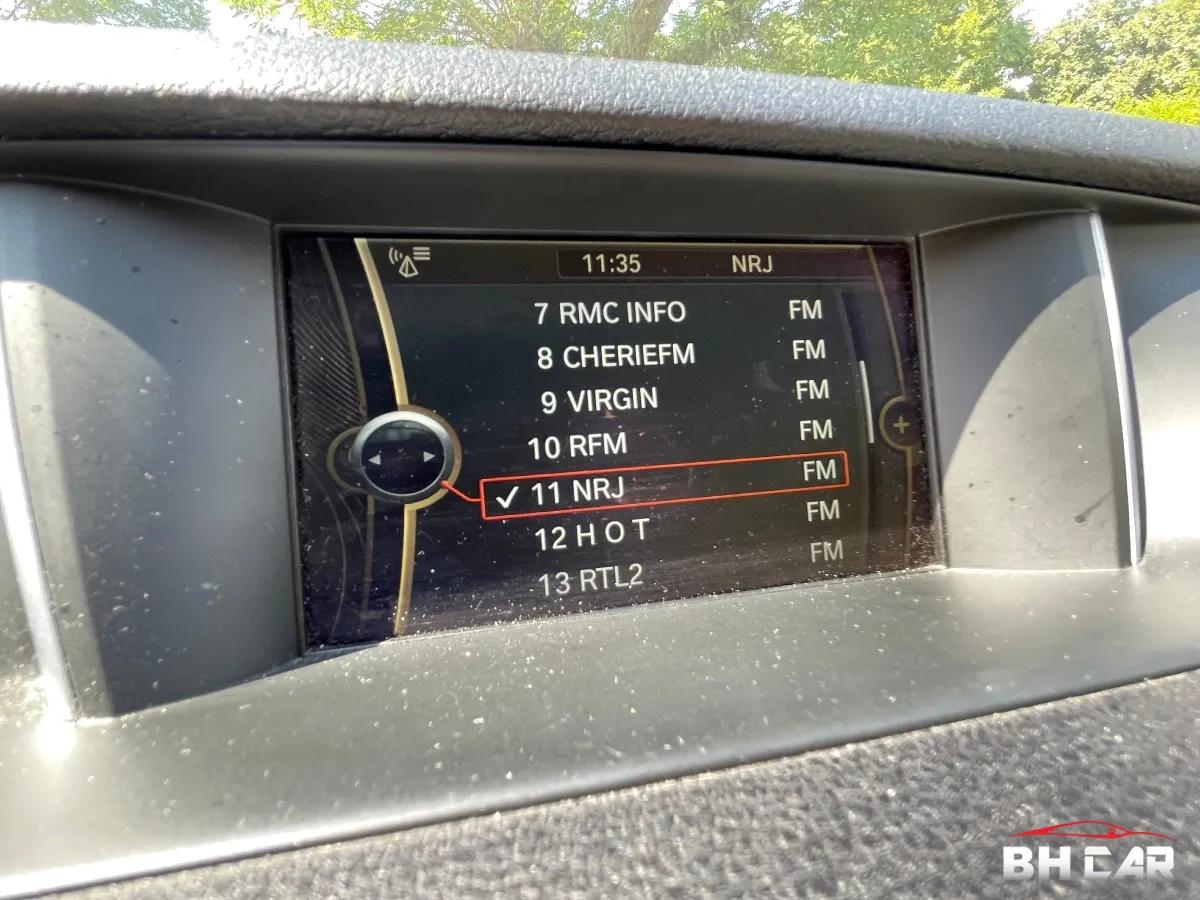 11:35 NRJ
7 RMC INFO FM
8 CHERIEFM FM
9 VIRGIN FM
10 RFM FM
11 NRJ FM
12 H O T FM
13 RTL2 FM
BH CAR